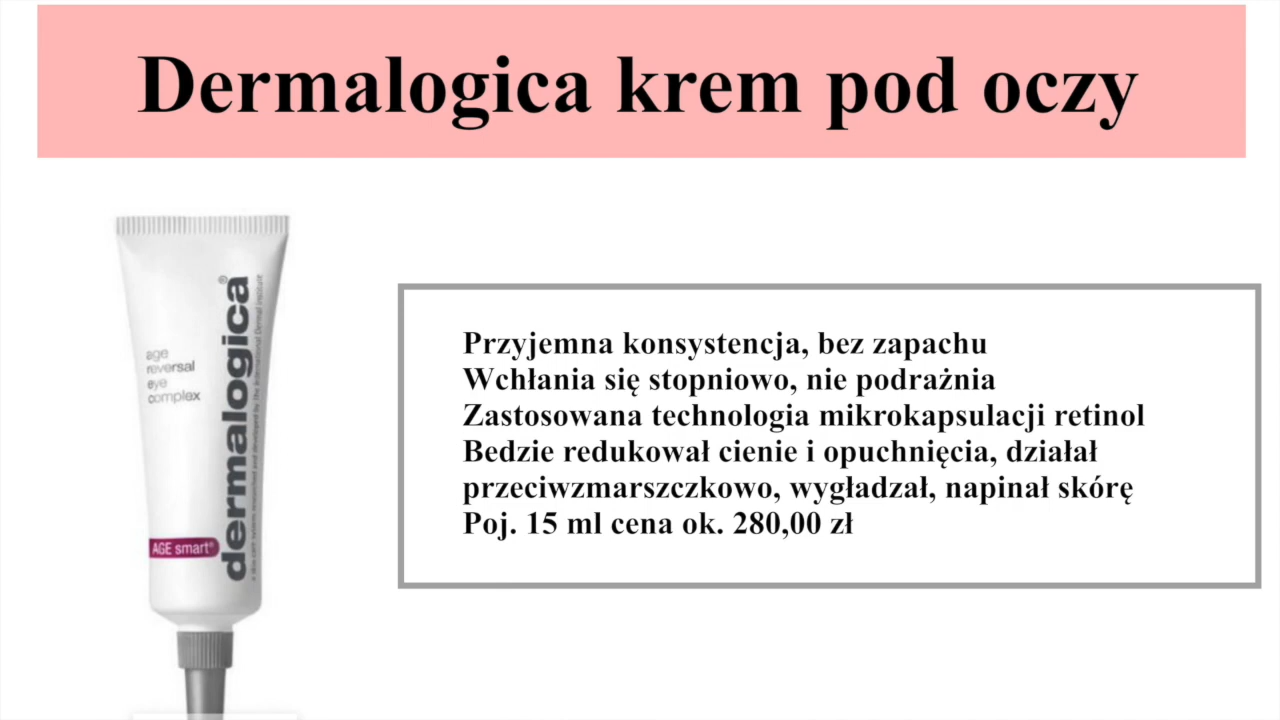 Dermalogica krem pod oczy
age
reversal
eye
complex
dermalogica®
AGE smart®
Przyjemna konsystencja, bez zapachu
Wchłania się stopniowo, nie podrażnia
Zastosowana technologia mikrokapsulacji retinol
Bedzie redukował cienie i opuchnięcia, działał
przeciwzmarszczkowo, wygładzał, napinał skórę
Poj. 15 ml cena ok. 280,00 zł